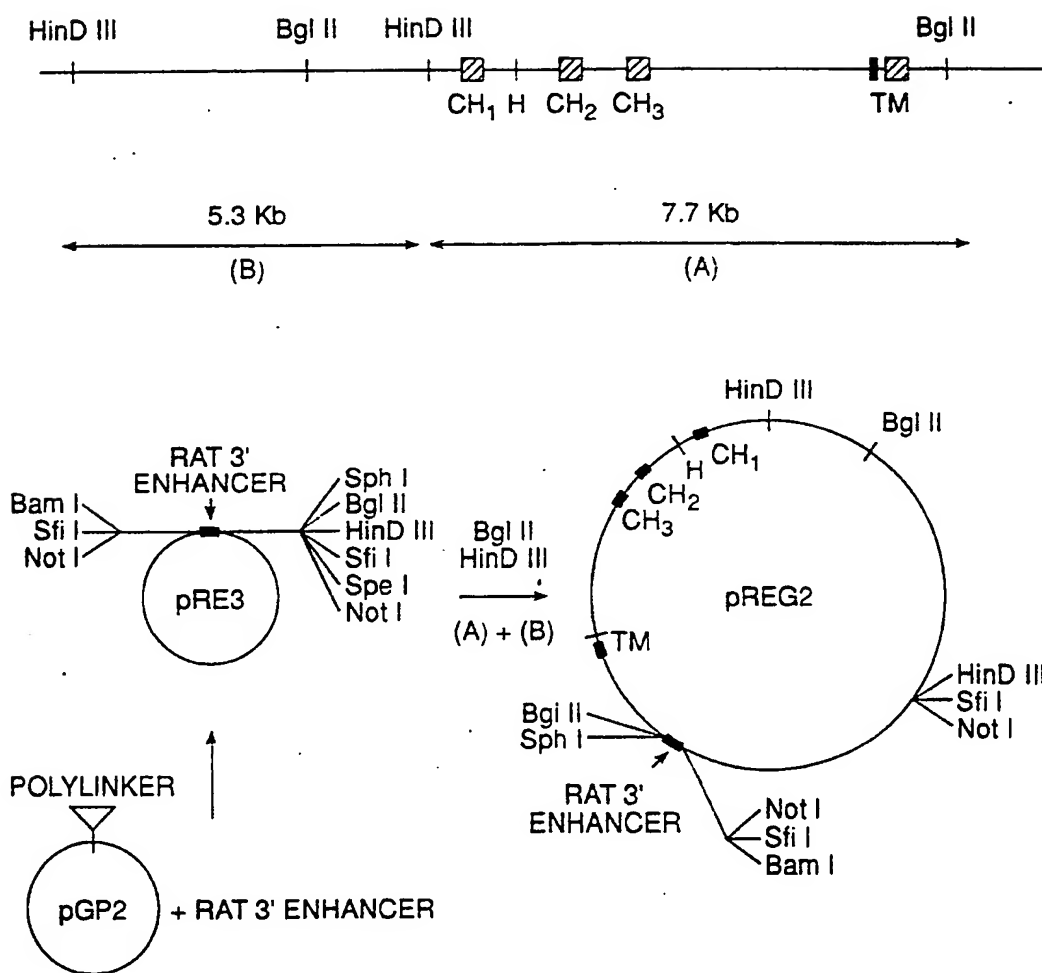 HinD III Bgl II HinD III Bgl II
CH1 H CH2 CH3 TM
5.3 Kb 7.7 Kb
(B) (A)
RAT 3'
ENHANCER
Bam I
Sfi I
Not I
Sph I
Bgl II
HinD III
Sfi I
Spe I
Not I
pRE3
Bgl II
HinD III
(A) + (B)
HinD III
Bgl II
CH1
H
CH2
CH3
pREG2
TM
HinD III
Sfi I
Not I
Bgi II
Sph I
RAT 3'
ENHANCER
Not I
Sfi I
Bam I
POLYLINKER
pGP2 + RAT 3' ENHANCER